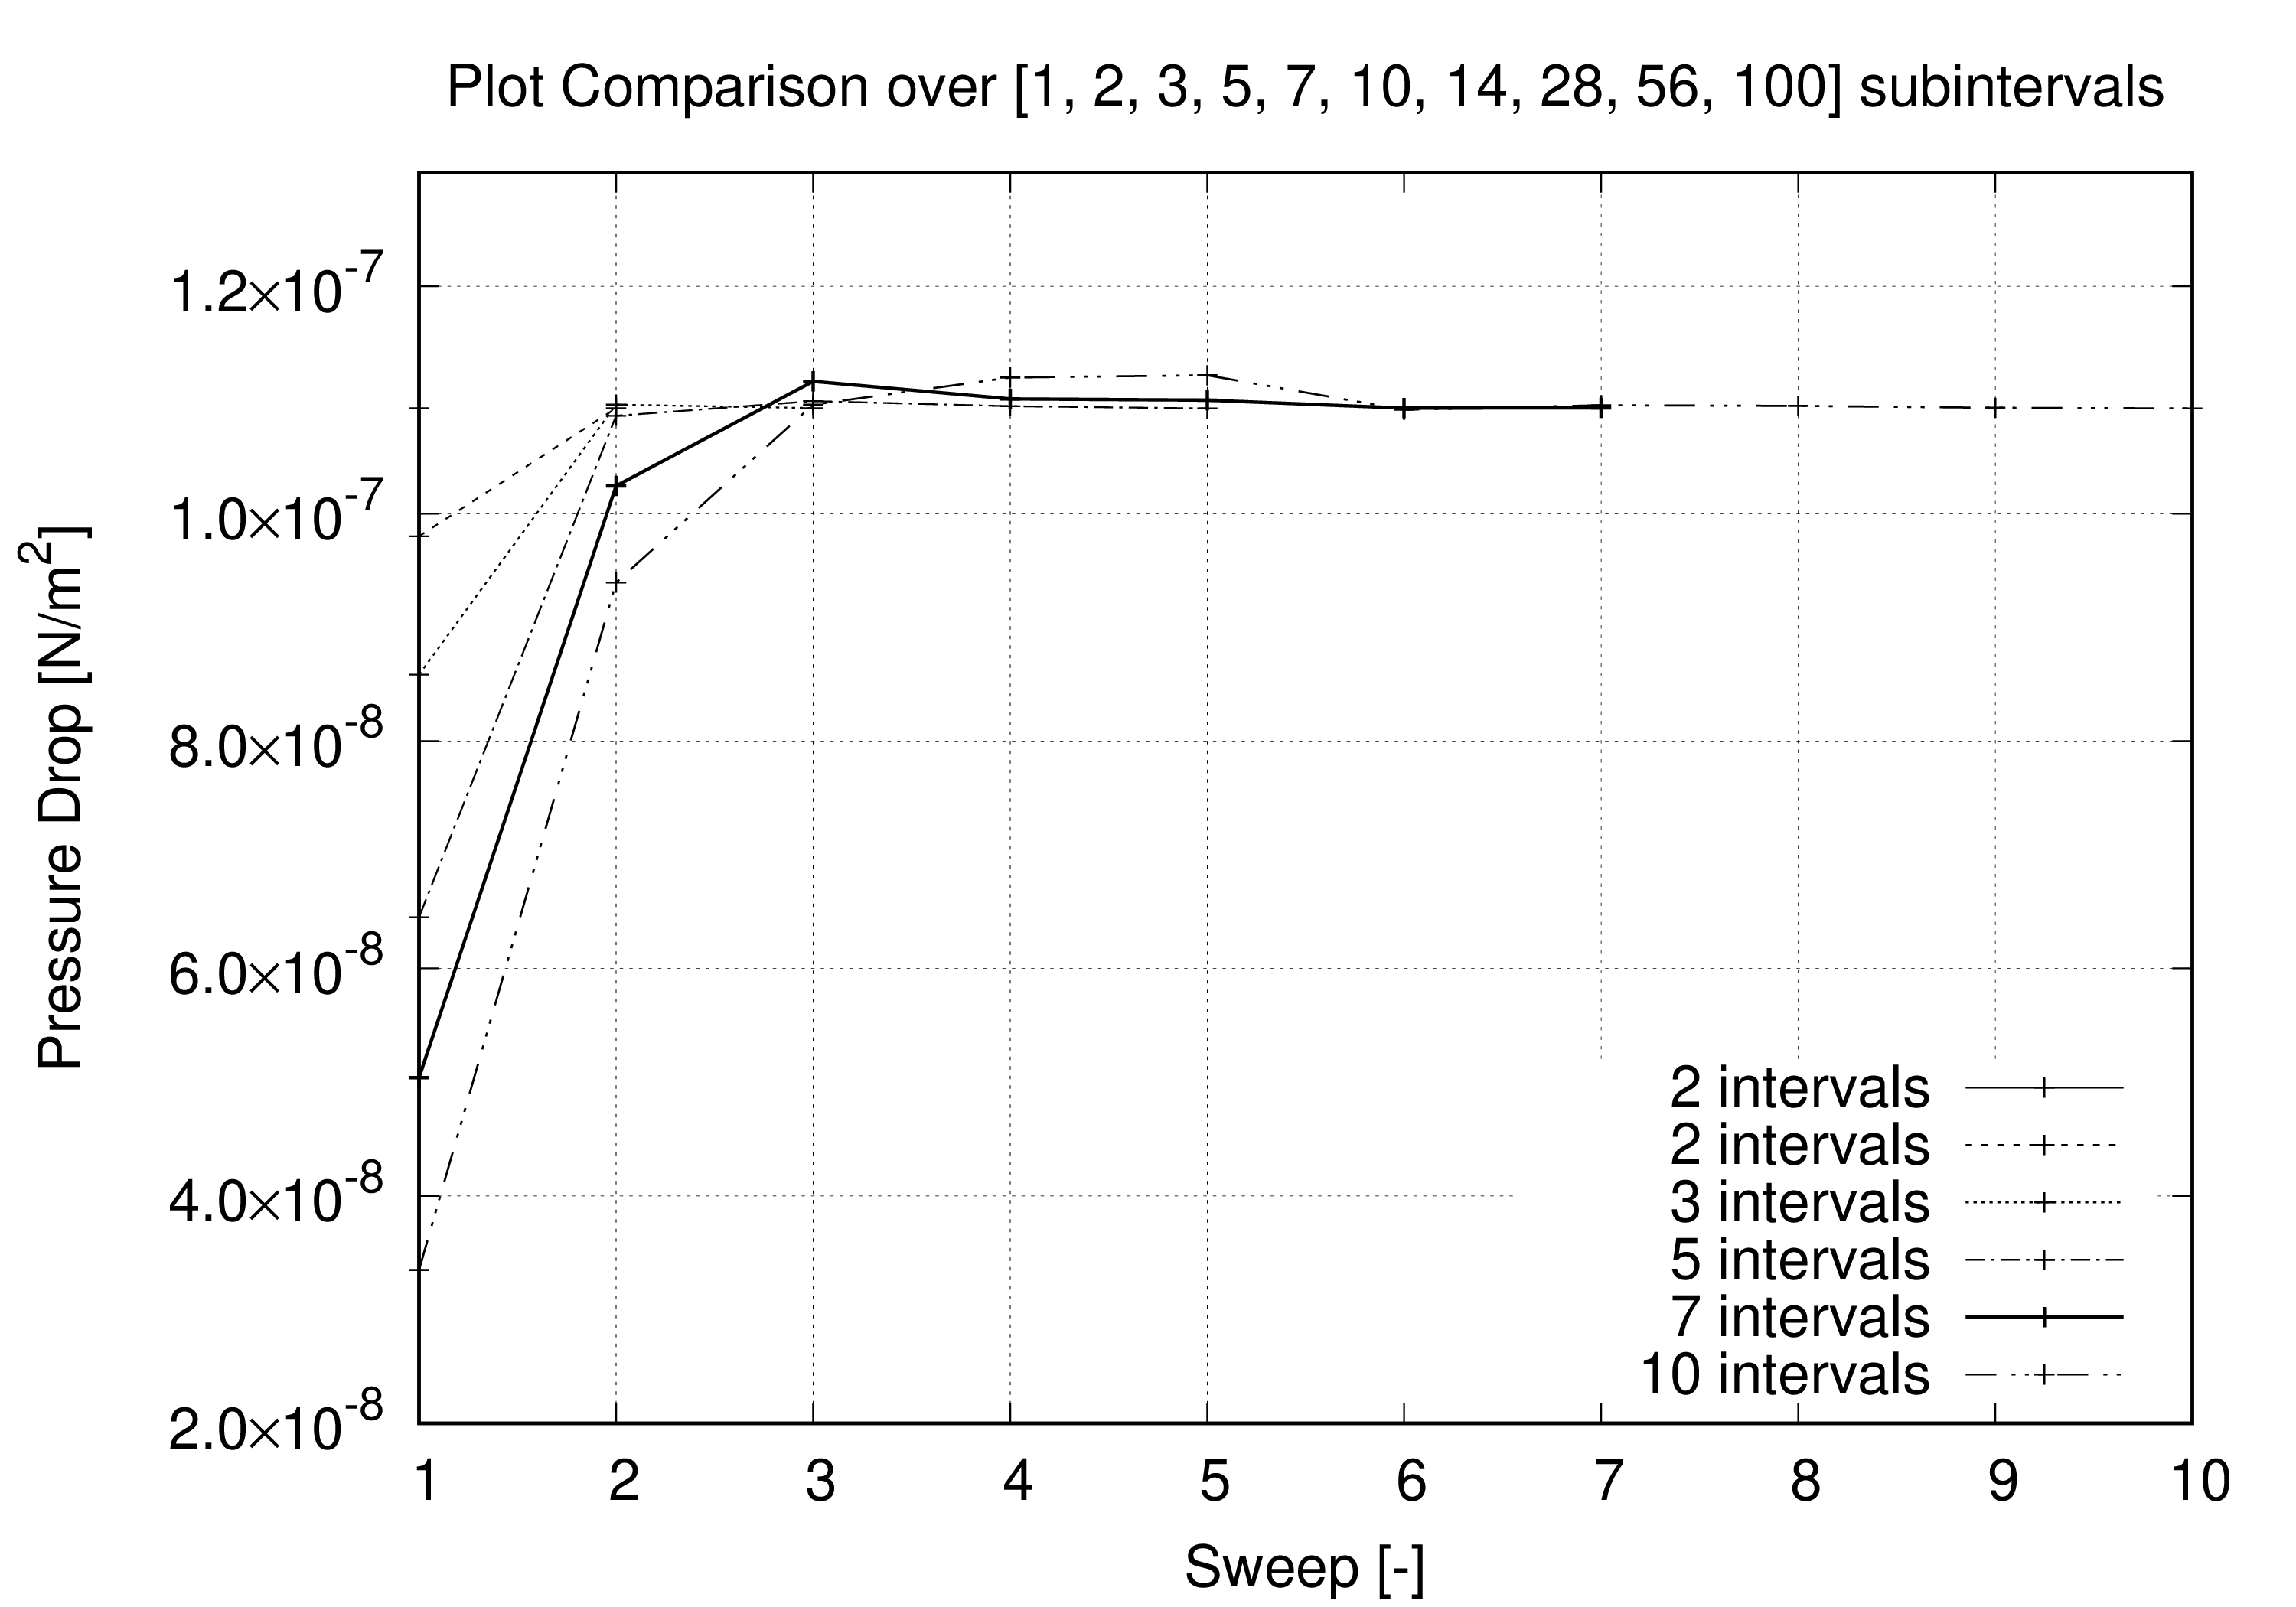 Plot Comparison over [1, 2, 3, 5, 7, 10, 14, 28, 56, 100] subintervals
1.2×10^-7
1.0×10^-7
8.0×10^-8
6.0×10^-8
4.0×10^-8
2.0×10^-8
Pressure Drop [N/m^2]
2 intervals
2 intervals
3 intervals
5 intervals
7 intervals
10 intervals
1 2 3 4 5 6 7 8 9 10
Sweep [-]